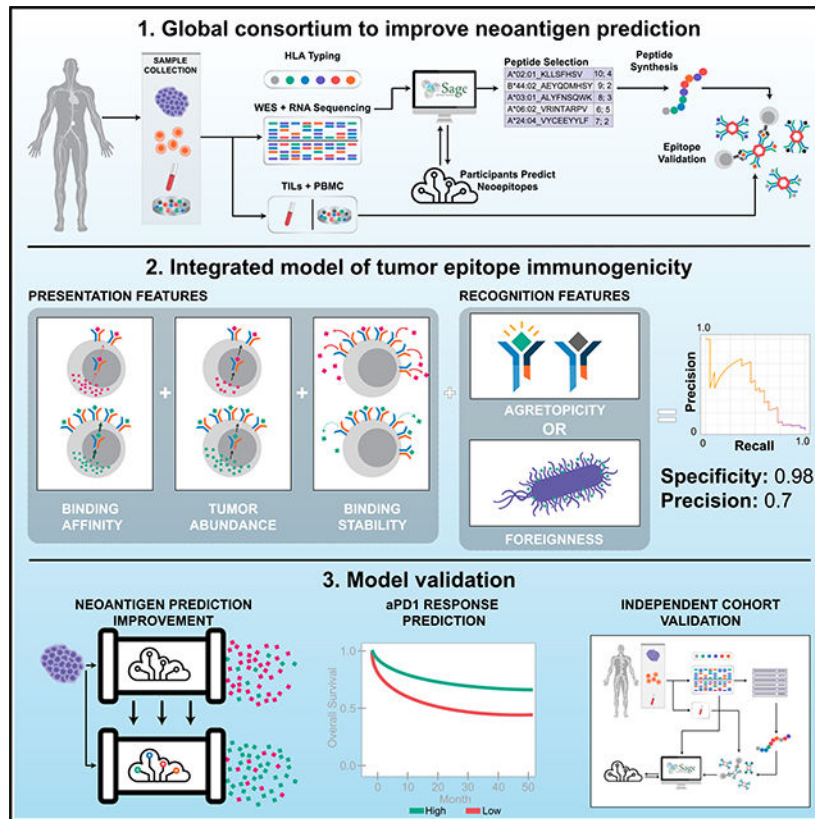 1. Global consortium to improve neoantigen prediction
SAMPLE
COLLECTION
HLA Typing
WES + RNA Sequencing
TILs + PBMC
Sage
Participants Predict
Neoepitopes
Peptide Selection
A*02:01_KLLSFHSV 10; 4
B*44:02_AEYQDMHSY 9; 2
A*03:01_ALYFNSQWK 8; 3
A*06:02_VRINTARPV 6; 5
A*24:04_VYCEEYYLF 7; 2
Peptide
Synthesis
Epitope
Validation
2. Integrated model of tumor epitope immunogenicity
PRESENTATION FEATURES
+
+
BINDING
AFFINITY
TUMOR
ABUNDANCE
BINDING
STABILITY
+
RECOGNITION FEATURES
AGRETOPICITY
OR
FOREIGNNESS
=
1.0
Precision
0
0
Recall
1.0
Specificity: 0.98
Precision: 0.7
3. Model validation
NEOANTIGEN PREDICTION
IMPROVEMENT
aPD1 RESPONSE
PREDICTION
Overall Survival
1.0
0.5
0.0
0 10 20 30 40 50
Month
High Low
INDEPENDENT COHORT
VALIDATION
Sage